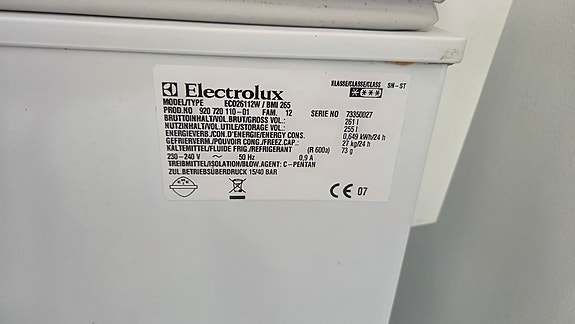 Electrolux
KLASSE/CLASSE/CLASS SN-ST
MODEL/TYPE ECO26112W / BMI 265
PROD.NO 920 720 110-01 FAM. 12 SERIE NO 73350027
BRUTTOINHALT/VOL.BRUT/GROSS VOL.: 261 l
NUTZINHALT/VOL.UTILE/STORAGE VOL.: 255 l
ENERGIEVERB./CON.D'ENERGIE/ENERGY CONS. 0,649 kWh/24 h
GEFRIERVERM./POUVOIR CONG./FREEZ.CAP.: 27 kg/24 h
KÄLTEMITTEL/FLUIDE FRIG./REFRIGERANT (R 600a) 73 g
230-240 V ~ 50 Hz 0,9 A
TREIBMITTEL/ISOLATION/BLOW.AGENT: C-PENTAN
ZUL.BETRIEBSÜBERDRUCK 15/40 BAR
CE 07